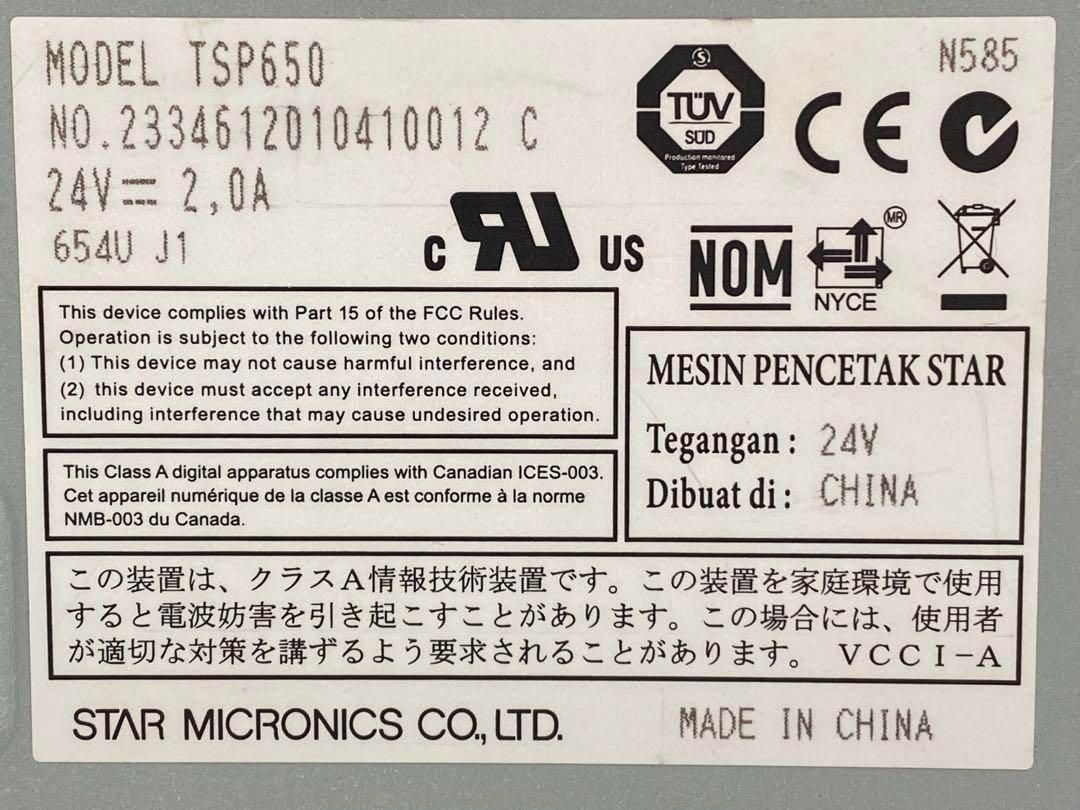 MODEL TSP650
NO.2334612010410012 C
24V⎓ 2,0A
654U J1
N585
S
TÜV
SÜD
Production monitored
Type Tested
CE
C US
NOM
MR
NYCE
This device complies with Part 15 of the FCC Rules.
Operation is subject to the following two conditions:
(1) This device may not cause harmful interference, and
(2) this device must accept any interference received,
including interference that may cause undesired operation.
This Class A digital apparatus complies with Canadian ICES-003.
Cet appareil numérique de la classe A est conforme à la norme
NMB-003 du Canada.
MESIN PENCETAK STAR
Tegangan : 24V
Dibuat di : CHINA
この装置は、クラスA情報技術装置です。この装置を家庭環境で使用
すると電波妨害を引き起こすことがあります。この場合には、使用者
が適切な対策を講ずるよう要求されることがあります。 VCCI-A
STAR MICRONICS CO., LTD.
MADE IN CHINA